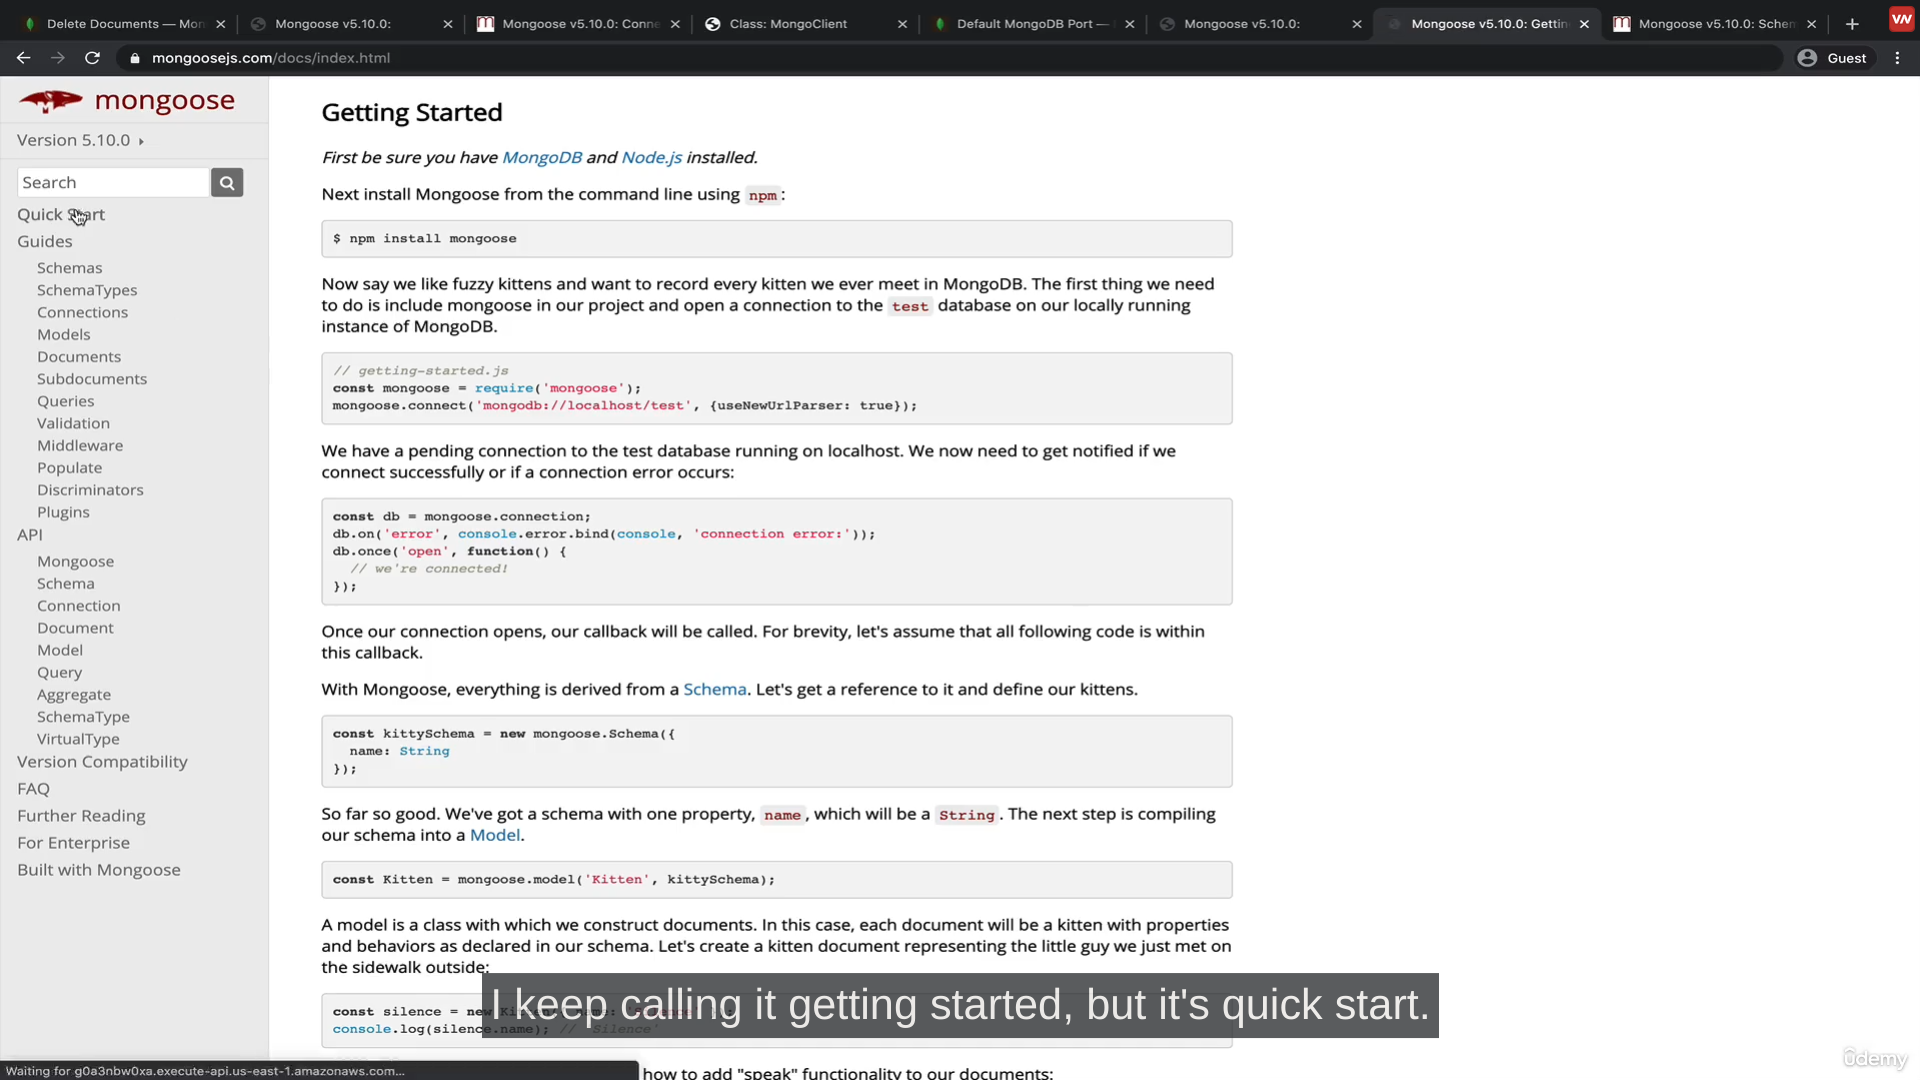 Delete Documents — Mon
Mongoose v5.10.0:
Mongoose v5.10.0: Conne
Class: MongoClient
Default MongoDB Port —
Mongoose v5.10.0:
Mongoose v5.10.0: Gettin
Mongoose v5.10.0: Schem
VW
mongoosejs.com/docs/index.html
Guest
mongoose
Version 5.10.0
Search
Quick Start
Guides
Schemas
SchemaTypes
Connections
Models
Documents
Subdocuments
Queries
Validation
Middleware
Populate
Discriminators
Plugins
API
Mongoose
Schema
Connection
Document
Model
Query
Aggregate
SchemaType
VirtualType
Version Compatibility
FAQ
Further Reading
For Enterprise
Built with Mongoose
Getting Started
First be sure you have MongoDB and Node.js installed.
Next install Mongoose from the command line using npm:
$ npm install mongoose
Now say we like fuzzy kittens and want to record every kitten we ever meet in MongoDB. The first thing we need
to do is include mongoose in our project and open a connection to the test database on our locally running
instance of MongoDB.
// getting-started.js
const mongoose = require('mongoose');
mongoose.connect('mongodb://localhost/test', {useNewUrlParser: true});
We have a pending connection to the test database running on localhost. We now need to get notified if we
connect successfully or if a connection error occurs:
const db = mongoose.connection;
db.on('error', console.error.bind(console, 'connection error:'));
db.once('open', function() {
// we're connected!
});
Once our connection opens, our callback will be called. For brevity, let's assume that all following code is within
this callback.
With Mongoose, everything is derived from a Schema. Let's get a reference to it and define our kittens.
const kittySchema = new mongoose.Schema({
name: String
});
So far so good. We've got a schema with one property, name, which will be a String. The next step is compiling
our schema into a Model.
const Kitten = mongoose.model('Kitten', kittySchema);
A model is a class with which we construct documents. In this case, each document will be a kitten with properties
and behaviors as declared in our schema. Let's create a kitten document representing the little guy we just met on
the sidewalk outside:
const silence = new Kitten({ name: 'Silence' });
console.log(silence.name); // 'Silence'
I keep calling it getting started, but it's quick start.
how to add "speak" functionality to our documents:
Waiting for g0a3nbw0xa.execute-api.us-east-1.amazonaws.com...
ûdemy